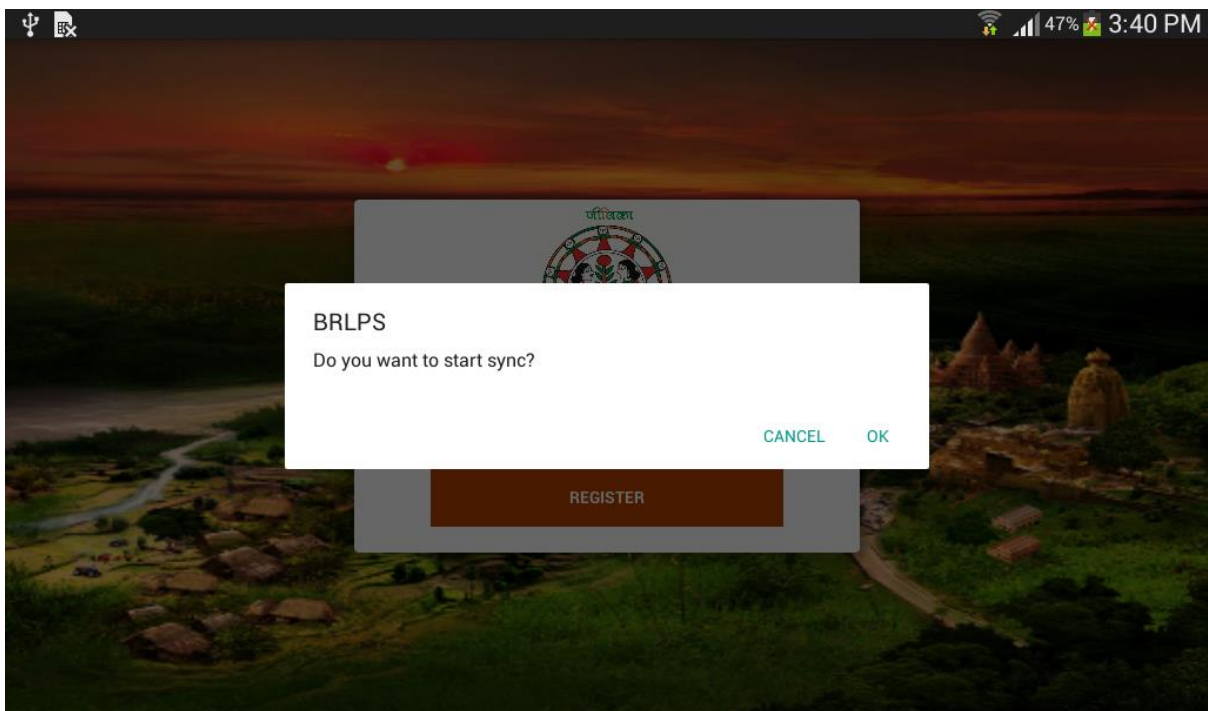 47% 3:40 PM
जीविका
BRLPS
Do you want to start sync?
CANCEL OK
REGISTER